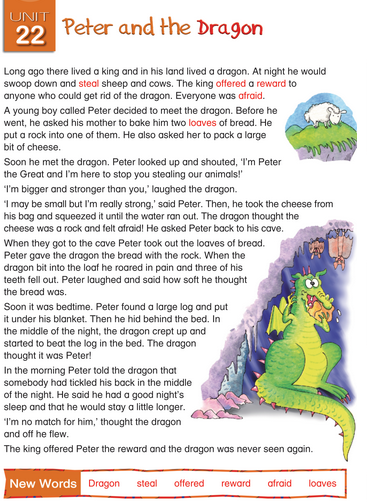 UNIT
22
Peter and the Dragon
Long ago there lived a king and in his land lived a dragon. At night he would
swoop down and steal sheep and cows. The king offered a reward to
anyone who could get rid of the dragon. Everyone was afraid.
A young boy called Peter decided to meet the dragon. Before he
went, he asked his mother to bake him two loaves of bread. He
put a rock into one of them. He also asked her to pack a large
bit of cheese.
Soon he met the dragon. Peter looked up and shouted, 'I'm Peter
the Great and I'm here to stop you stealing our animals!'
'I'm bigger and stronger than you,' laughed the dragon.
'I may be small but I'm really strong,' said Peter. Then, he took the cheese from
his bag and squeezed it until the water ran out. The dragon thought the
cheese was a rock and felt afraid! He asked Peter back to his cave.
When they got to the cave Peter took out the loaves of bread.
Peter gave the dragon the bread with the rock. When the
dragon bit into the loaf he roared in pain and three of his
teeth fell out. Peter laughed and said how soft he thought
the bread was.
Soon it was bedtime. Peter found a large log and put
it under his blanket. Then he hid behind the bed. In
the middle of the night, the dragon crept up and
started to beat the log in the bed. The dragon
thought it was Peter!
In the morning Peter told the dragon that
somebody had tickled his back in the middle
of the night. He said he had a good night's
sleep and that he would stay a little longer.
'I'm no match for him,' thought the dragon
and off he flew.
The king offered Peter the reward and the dragon was never seen again.
New Words Dragon steal offered reward afraid loaves